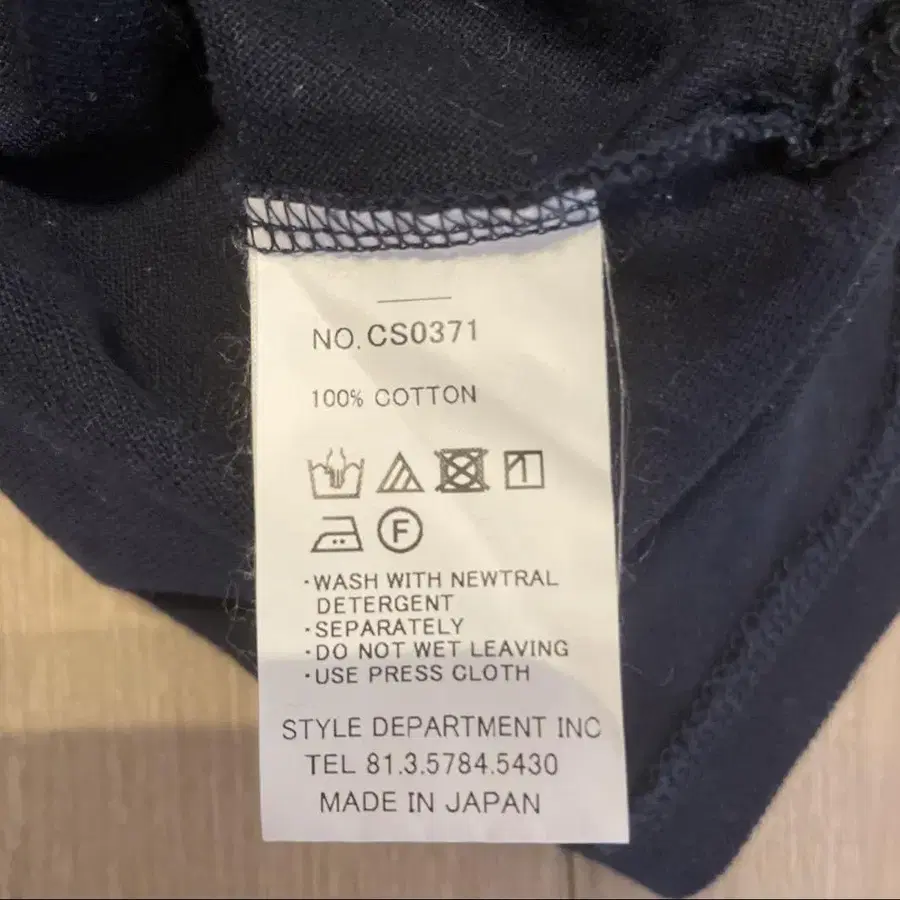 NO. CS0371
100% COTTON
F
·WASH WITH NEWTRAL
DETERGENT
·SEPARATELY
·DO NOT WET LEAVING
·USE PRESS CLOTH
STYLE DEPARTMENT INC
TEL 81.3.5784.5430
MADE IN JAPAN